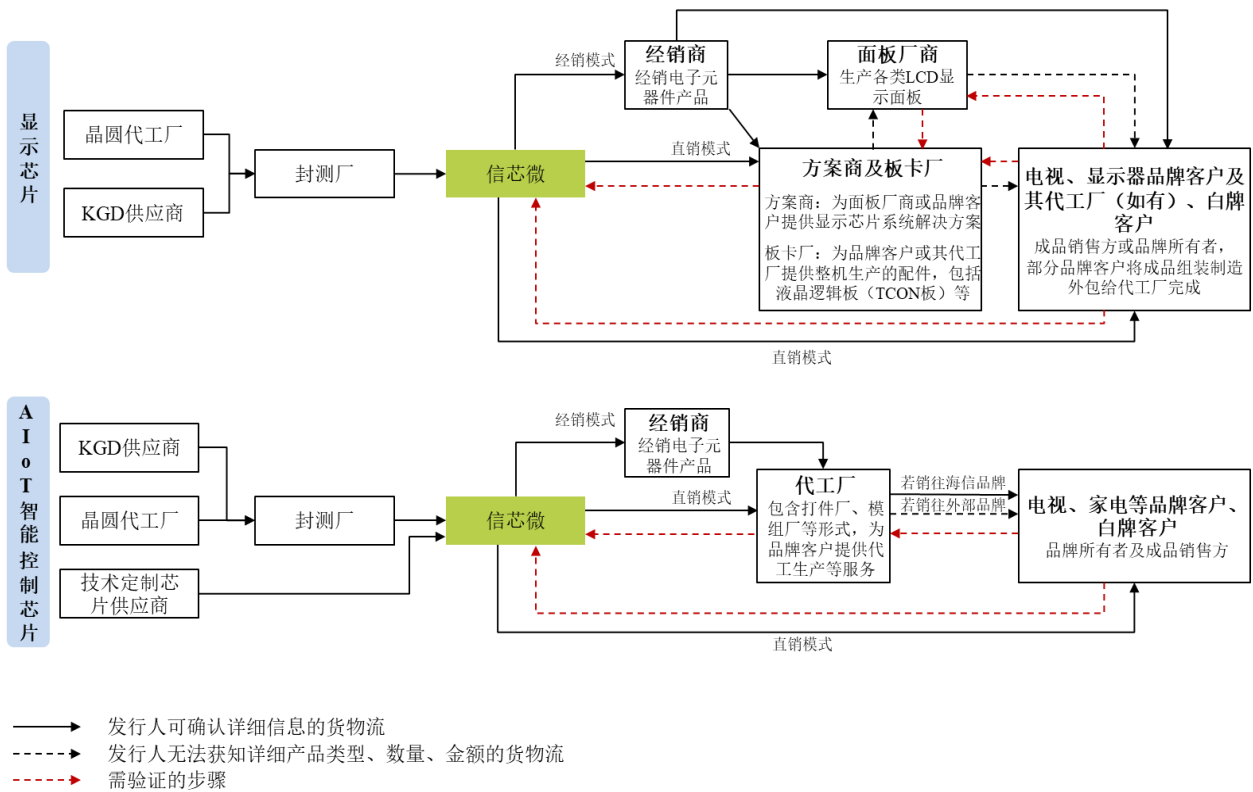 显示芯片
晶圆代工厂
KGD供应商
封测厂
信芯微
经销模式
经销商
经销电子元
器件产品
面板厂商
生产各类LCD显
示面板
直销模式
方案商及板卡厂
方案商：为面板厂商或品牌客
户提供显示芯片系统解决方案
板卡厂：为品牌客户或其代工
厂提供整机生产的配件，包括
液晶逻辑板（TCON板）等
电视、显示器品牌客户及
其代工厂（如有）、白牌
客户
成品销售方或品牌所有者，
部分品牌客户将成品组装制造
外包给代工厂完成
直销模式
AIoT智能控制芯片
KGD供应商
晶圆代工厂
技术定制芯
片供应商
封测厂
信芯微
经销模式
经销商
经销电子元
器件产品
直销模式
代工厂
包含打件厂、模
组厂等形式，为
品牌客户提供代
工生产等服务
若销往海信品牌
若销往外部品牌
电视、家电等品牌客户、
白牌客户
品牌所有者及成品销售方
直销模式
发行人可确认详细信息的货物流
发行人无法获知详细产品类型、数量、金额的货物流
需验证的步骤